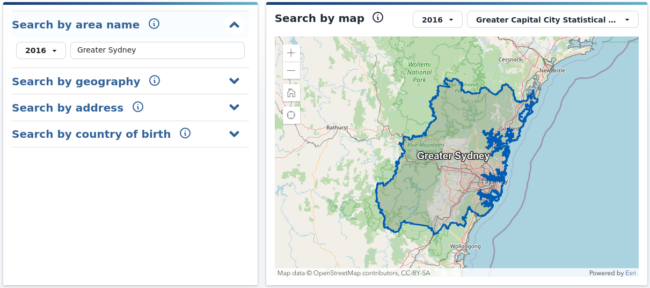 Search by area name
2016
Greater Sydney
Search by geography
Search by address
Search by country of birth
Search by map
2016
Greater Capital City Statistical ...
Wollemi
National
Park
Cessnock
Newcastle
Bathurst
Blue Mountains
Greater Sydney
Wollongong
Map data © OpenStreetMap contributors, CC-BY-SA
Powered by Esri